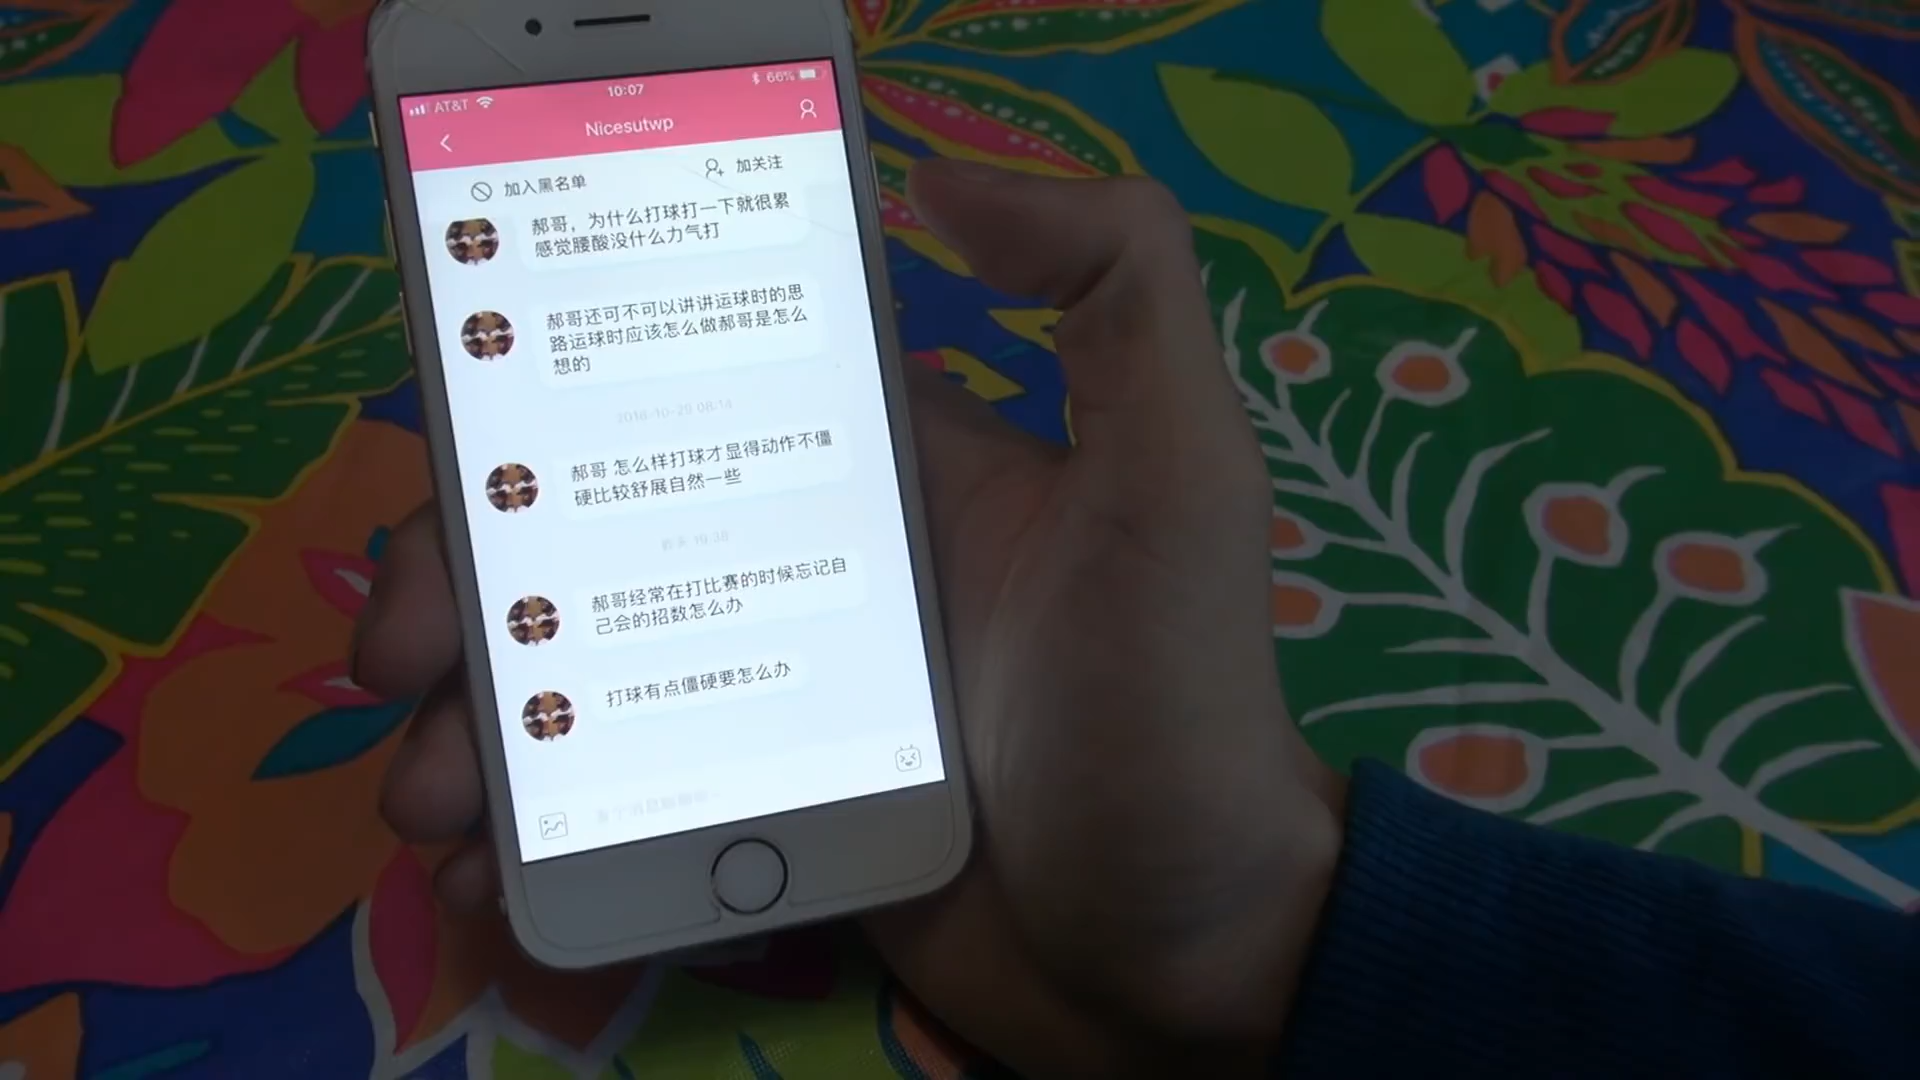 AT&T
10:07
66%
Nicesutwp
加入黑名单
加关注
郝哥，为什么打球打一下就很累
感觉腰酸没什么力气打
郝哥还可不可以讲讲运球时的思
路运球时应该怎么做郝哥是怎么
想的
郝哥 怎么样打球才显得动作不僵
硬比较舒展自然一些
昨天 19:38
郝哥经常在打比赛的时候忘记自
己会的招数怎么办
打球有点僵硬要怎么办